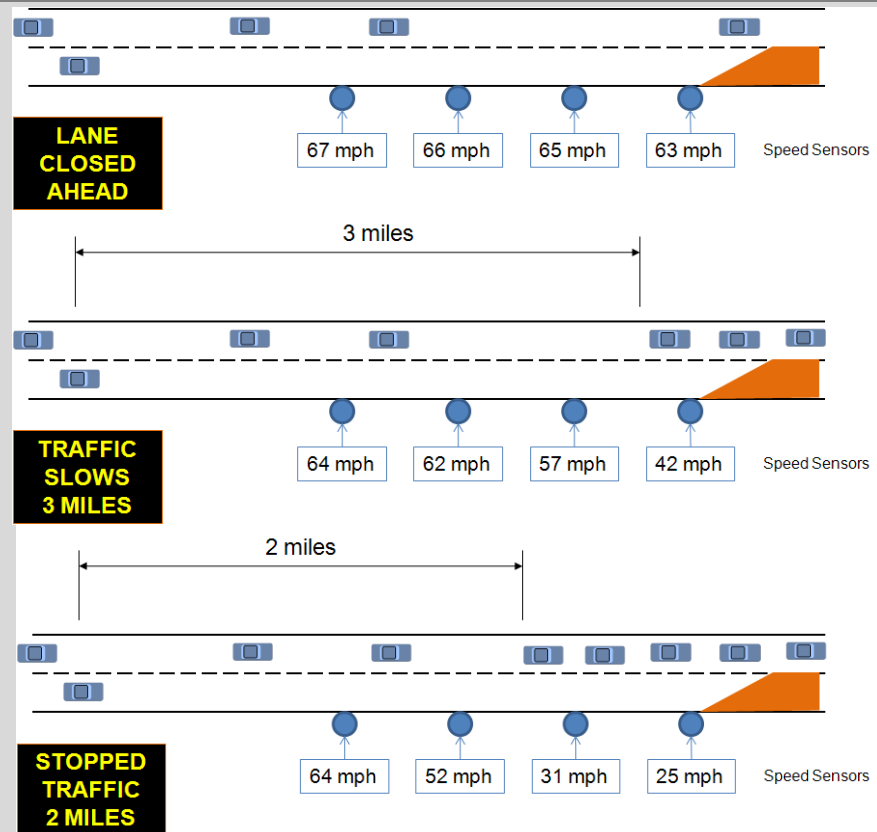 67 mph 66 mph 65 mph 63 mph Speed Sensors
LANE
CLOSED
AHEAD
3 miles
64 mph 62 mph 57 mph 42 mph Speed Sensors
TRAFFIC
SLOWS
3 MILES
2 miles
64 mph 52 mph 31 mph 25 mph Speed Sensors
STOPPED
TRAFFIC
2 MILES